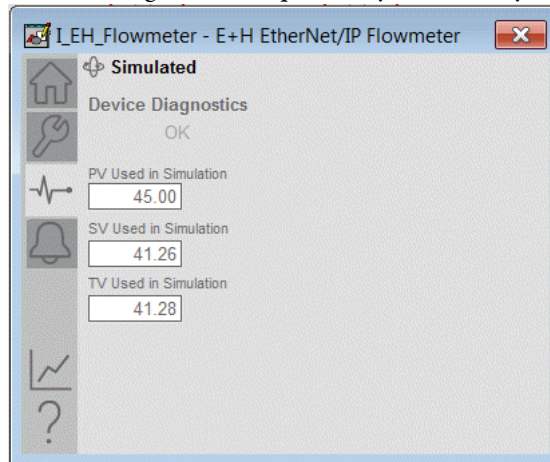 I_EH_Flowmeter - E+H EtherNet/IP Flowmeter
Simulated
Device Diagnostics
OK
PV Used in Simulation
45.00
SV Used in Simulation
41.26
TV Used in Simulation
41.28
?